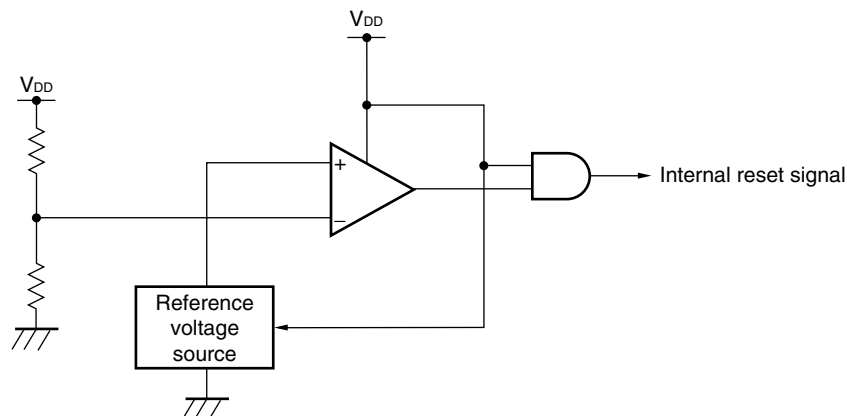 VDD
VDD
+
−
Internal reset signal
Reference
voltage
source